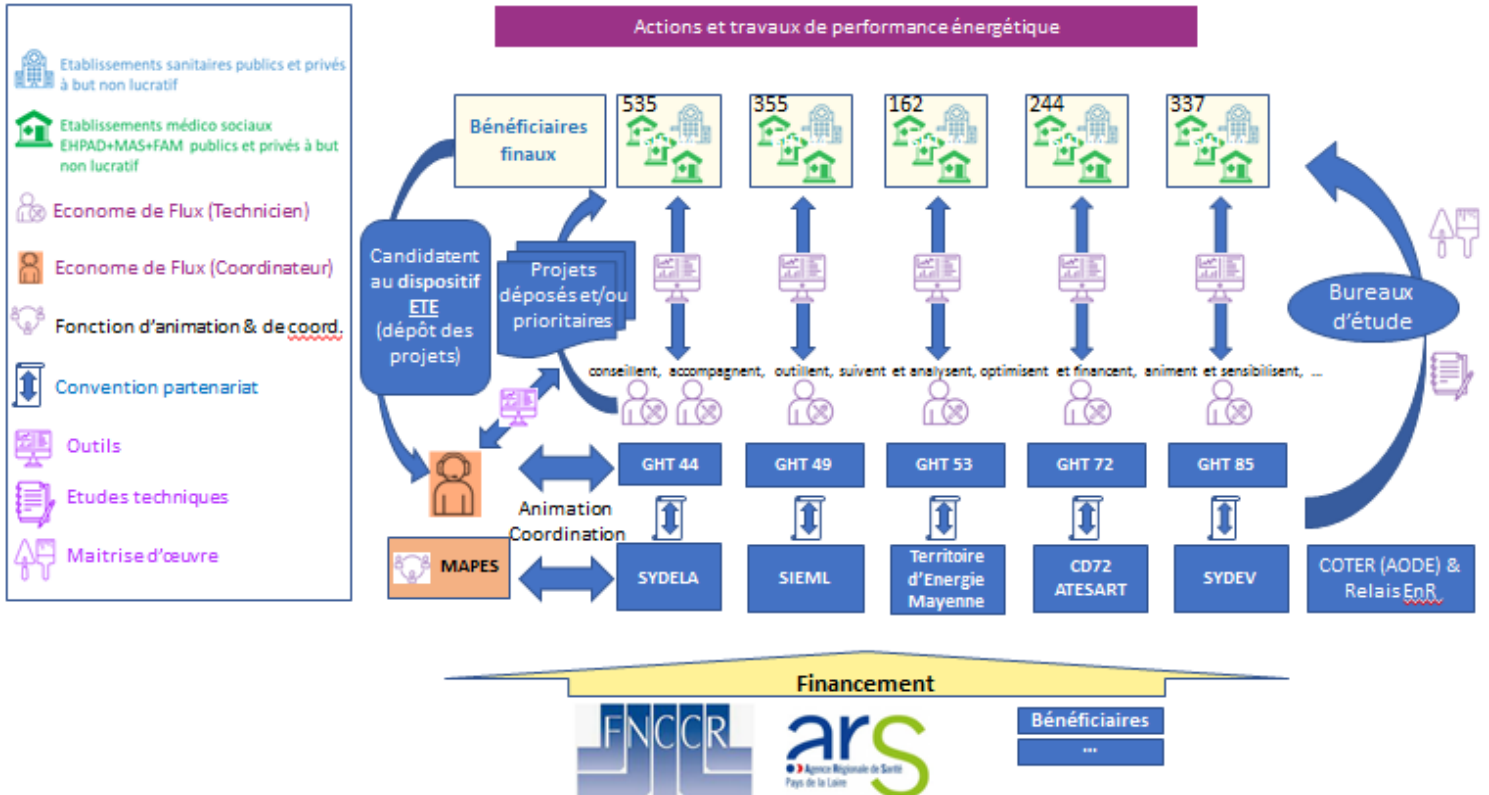 Actions et travaux de performance énergétique
Etablissements sanitaires publics et privés
à but non lucratif
Etablissements médico sociaux
EHPAD+MAS+FAM publics et privés à but
non lucratif
Econome de Flux (Technicien)
Econome de Flux (Coordinateur)
Fonction d'animation & de coord.
Convention partenariat
Outils
Etudes techniques
Maitrise d'œuvre
Bénéficiaires
finaux
535
355
162
244
337
Candidatent
au dispositif
ETE
(dépôt des
projets)
Projets
déposés et/ou
prioritaires
Bureaux
d'étude
conseillent, accompagnent, outillent, suivent et analysent, optimisent et financent, animent et sensibilisent, ...
GHT 44
GHT 49
GHT 53
GHT 72
GHT 85
Animation
Coordination
MAPES
SYDELA
SIEML
Territoire
d'Energie
Mayenne
CD72
ATESART
SYDEV
COTER (AODE) &
Relais EnR
Financement
FNCCR
ars
Agence Régionale de Santé
Pays de la Loire
Bénéficiaires
...